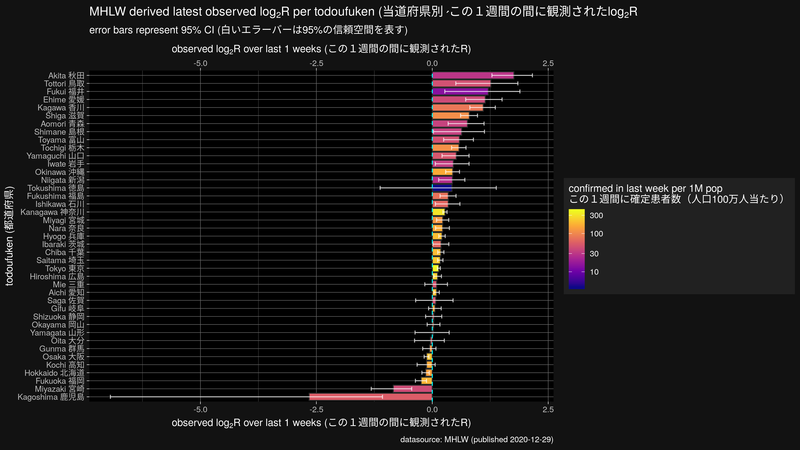 MHLW derived latest observed log₂R per todoufuken (当道府県別 -この１週間の間に観測されたlog₂R
error bars represent 95% CI (白いエラーバーは95%の信頼空間を表す)
observed log₂R over last 1 weeks (この１週間の間に観測されたR)
-5.0 -2.5 0.0 2.5
todoufuken (都道府県)
Akita 秋田
Tottori 鳥取
Fukui 福井
Ehime 愛媛
Kagawa 香川
Shiga 滋賀
Aomori 青森
Shimane 島根
Toyama 富山
Tochigi 栃木
Yamaguchi 山口
Iwate 岩手
Okinawa 沖縄
Niigata 新潟
Tokushima 徳島
Fukushima 福島
Ishikawa 石川
Kanagawa 神奈川
Miyagi 宮城
Nara 奈良
Hyogo 兵庫
Ibaraki 茨城
Chiba 千葉
Saitama 埼玉
Tokyo 東京
Hiroshima 広島
Mie 三重
Aichi 愛知
Saga 佐賀
Gifu 岐阜
Shizuoka 静岡
Okayama 岡山
Yamagata 山形
Oita 大分
Gunma 群馬
Osaka 大阪
Kochi 高知
Hokkaido 北海道
Fukuoka 福岡
Miyazaki 宮崎
Kagoshima 鹿児島
-5.0 -2.5 0.0 2.5
observed log₂R over last 1 weeks (この１週間の間に観測されたR)
confirmed in last week per 1M pop
この１週間に確定患者数（人口100万人当たり）
300
100
30
10
datasource: MHLW (published 2020-12-29)